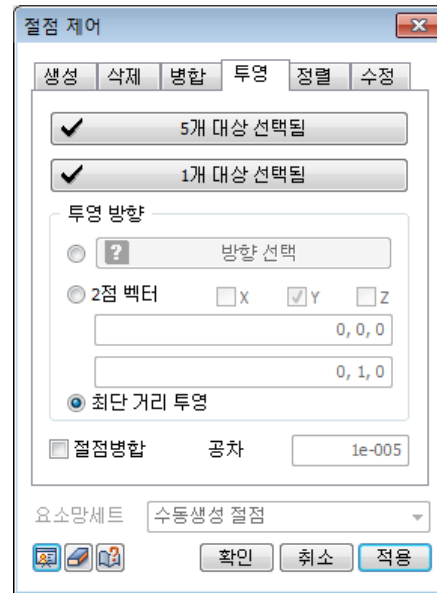 절점 제어
생성 삭제 병합 투영 정렬 수정
5개 대상 선택됨
1개 대상 선택됨
투영 방향
? 방향 선택
2점 벡터 X Y Z
0, 0, 0
0, 1, 0
최단 거리 투영
절점병합 공차 1e-005
요소망세트 수동생성 절점
확인 취소 적용